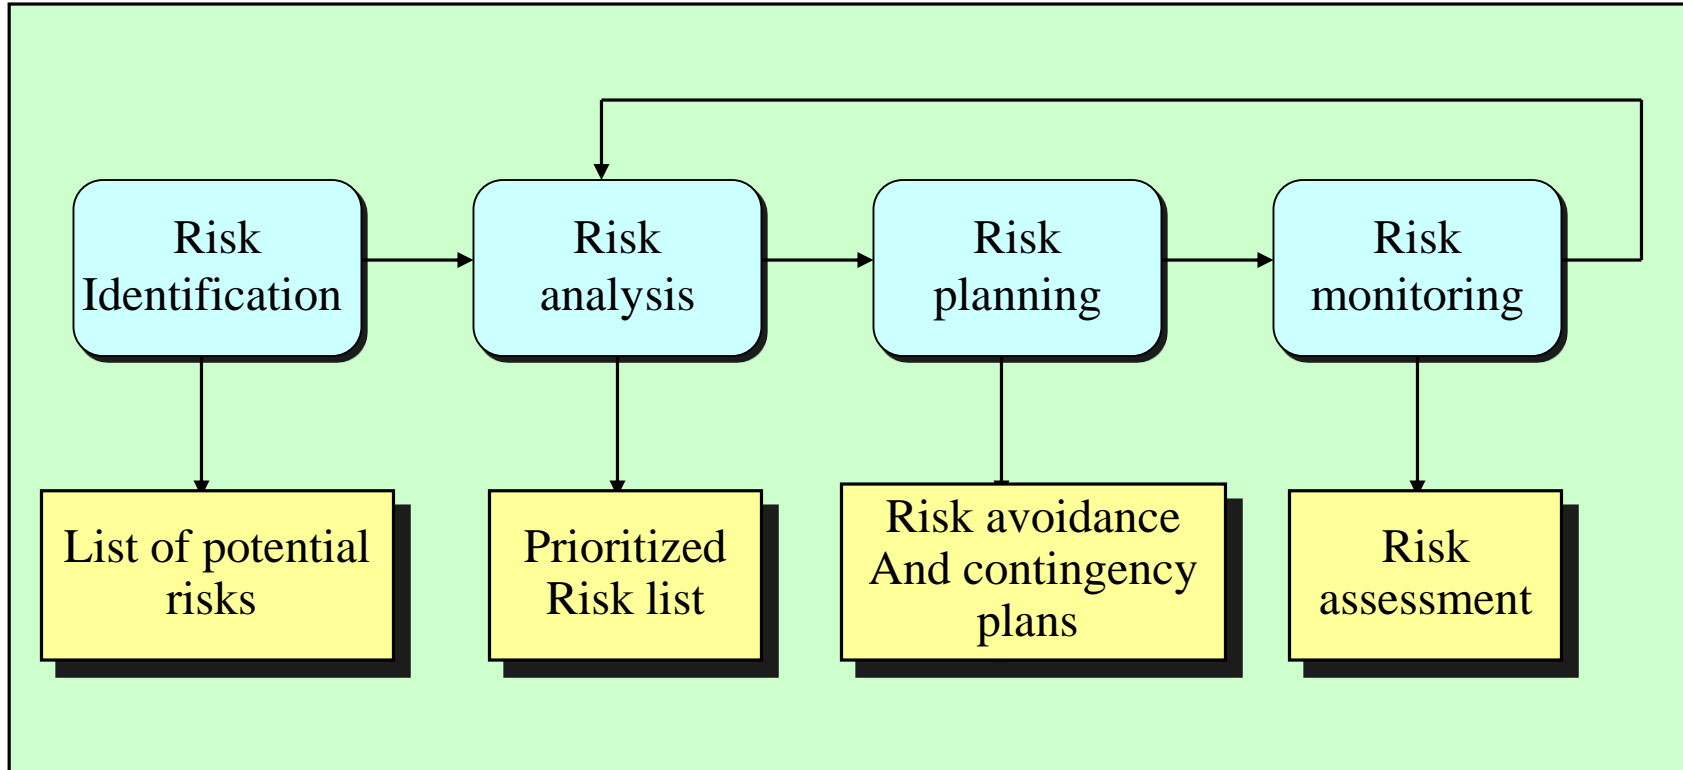 Risk
Identification
Risk
analysis
Risk
planning
Risk
monitoring
List of potential
risks
Prioritized
Risk list
Risk avoidance
And contingency
plans
Risk
assessment